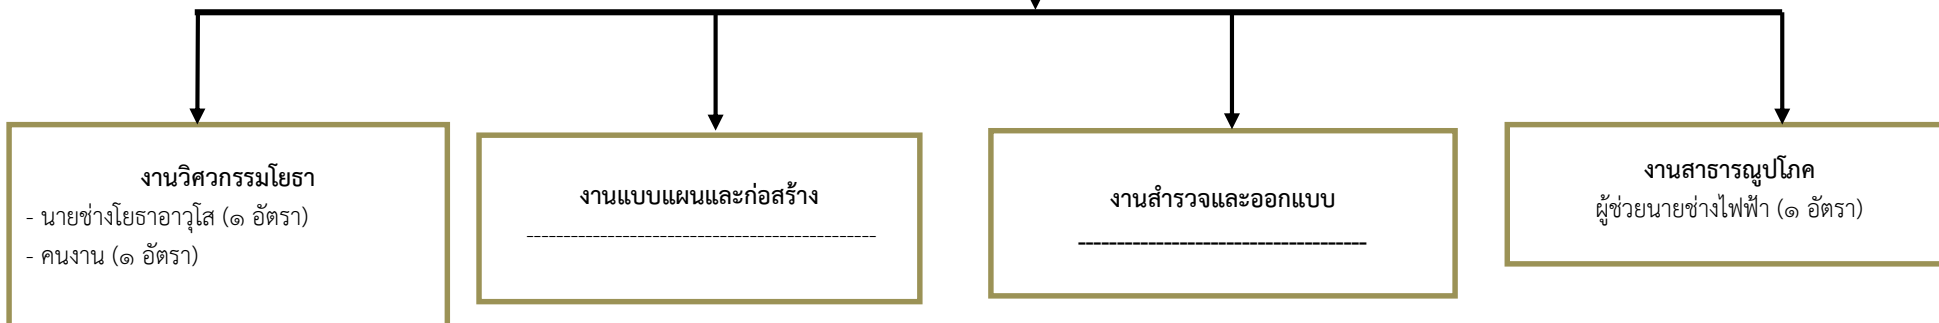 งานวิศวกรรมโยธา
- นายช่างโยธาอาวุโส (๑ อัตรา)
- คนงาน (๑ อัตรา)
งานแบบแผนและก่อสร้าง
-----------------------------------------------
งานสำรวจและออกแบบ
-------------------------------------
งานสาธารณูปโภค
ผู้ช่วยนายช่างไฟฟ้า (๑ อัตรา)